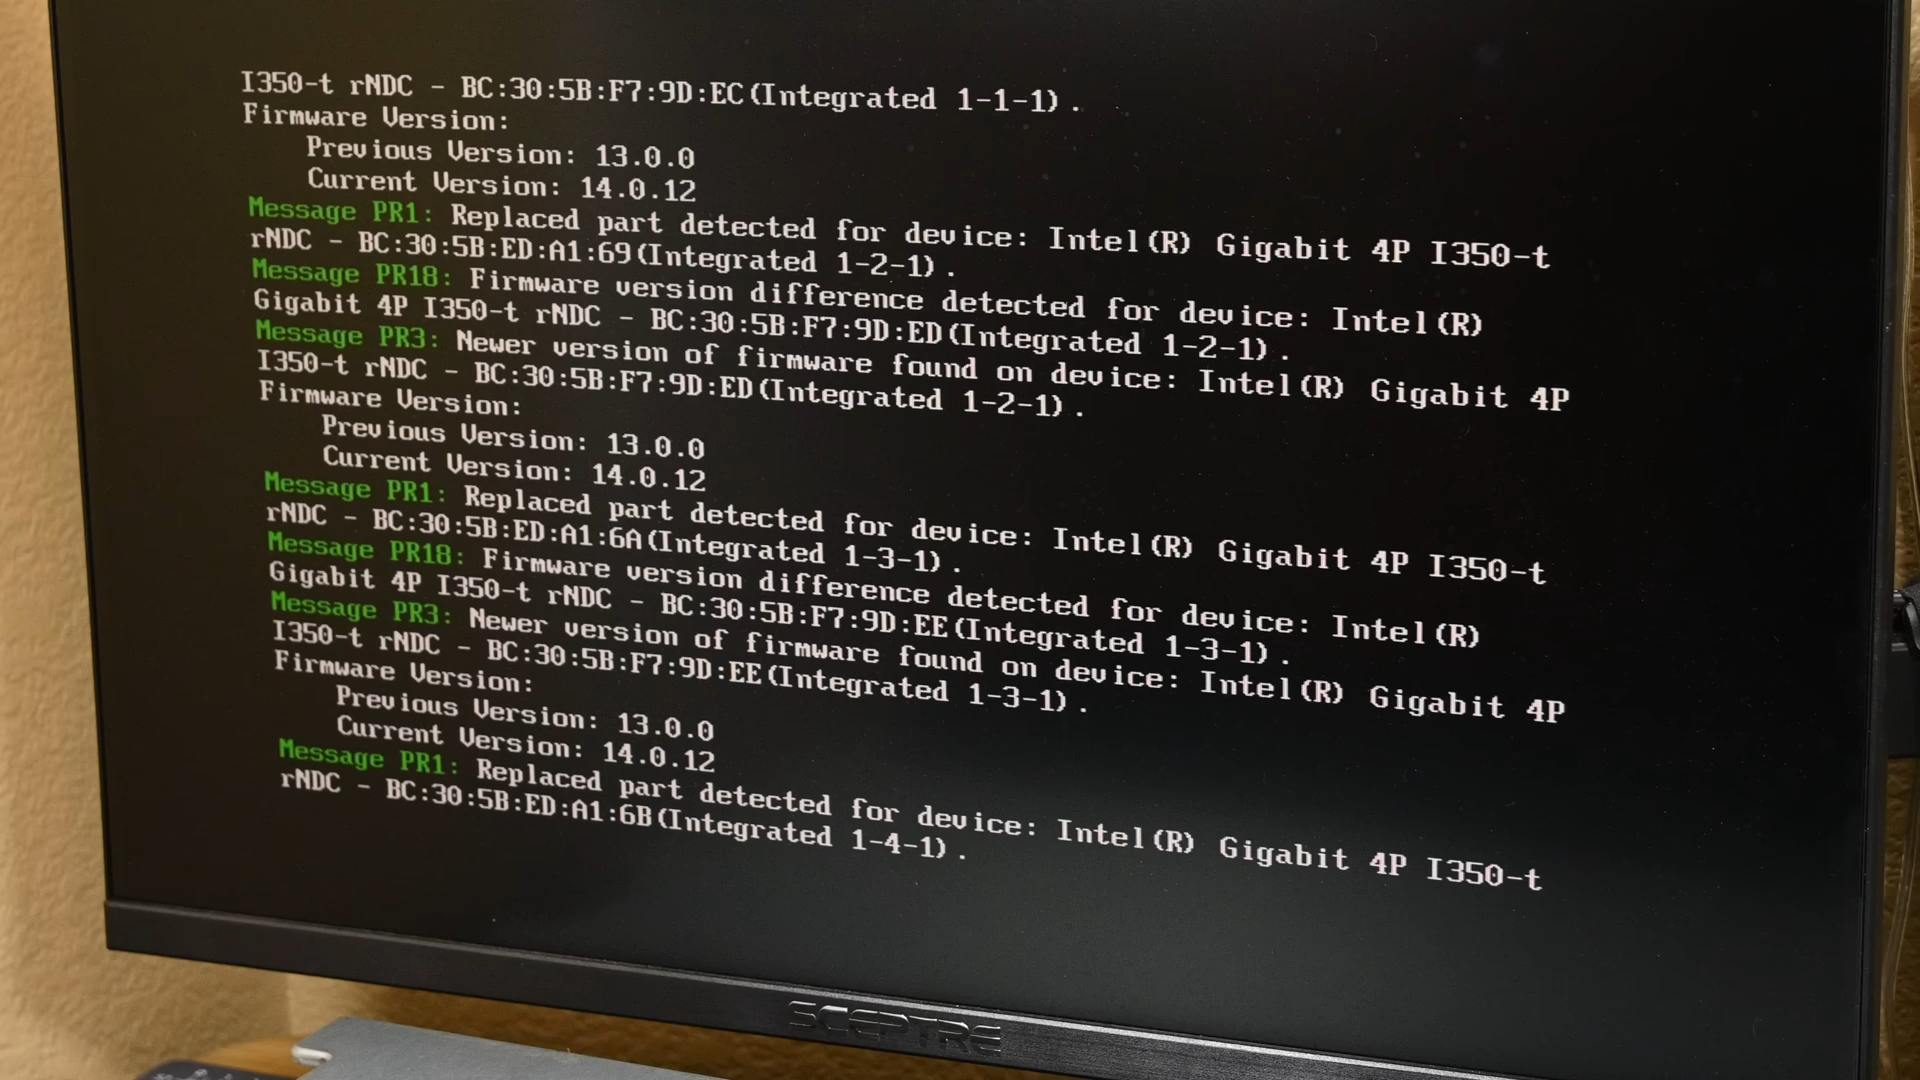 I350-t rNDC - BC:30:5B:F7:9D:EC(Integrated 1-1-1).
Firmware Version:
Previous Version: 13.0.0
Current Version: 14.0.12
Message PR1: Replaced part detected for device: Intel(R) Gigabit 4P I350-t
rNDC - BC:30:5B:ED:A1:69(Integrated 1-2-1).
Message PR18: Firmware version difference detected for device: Intel(R)
Gigabit 4P I350-t rNDC - BC:30:5B:F7:9D:ED(Integrated 1-2-1).
Message PR3: Newer version of firmware found on device: Intel(R) Gigabit 4P
I350-t rNDC - BC:30:5B:F7:9D:ED(Integrated 1-2-1).
Firmware Version:
Previous Version: 13.0.0
Current Version: 14.0.12
Message PR1: Replaced part detected for device: Intel(R) Gigabit 4P I350-t
rNDC - BC:30:5B:ED:A1:6A(Integrated 1-3-1).
Message PR18: Firmware version difference detected for device: Intel(R)
Gigabit 4P I350-t rNDC - BC:30:5B:F7:9D:EE(Integrated 1-3-1).
Message PR3: Newer version of firmware found on device: Intel(R) Gigabit 4P
I350-t rNDC - BC:30:5B:F7:9D:EE(Integrated 1-3-1).
Firmware Version:
Previous Version: 13.0.0
Current Version: 14.0.12
Message PR1: Replaced part detected for device: Intel(R) Gigabit 4P I350-t
rNDC - BC:30:5B:ED:A1:6B(Integrated 1-4-1).
SCEPTRE